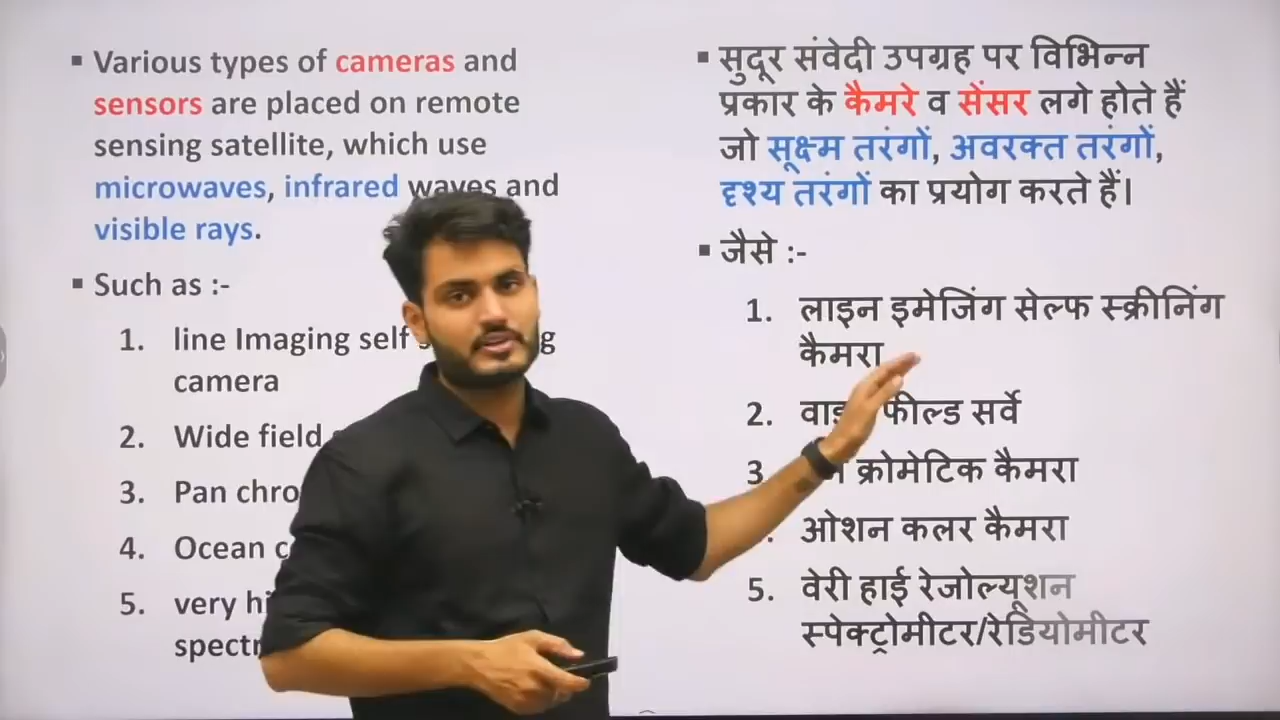 ▪ Various types of cameras and
sensors are placed on remote
sensing satellite, which use
microwaves, infrared waves and
visible rays.
▪ Such as :-
1. line Imaging self
camera
2. Wide field
3. Pan
4. Ocean
5. very
▪ सुदूर संवेदी उपग्रह पर विभिन्न
प्रकार के कैमरे व सेंसर लगे होते हैं
जो सूक्ष्म तरंगों, अवरक्त तरंगों,
दृश्य तरंगों का प्रयोग करते हैं।
▪ जैसे :-
1. लाइन इमेजिंग सेल्फ स्क्रीनिंग
कैमरा
2. फील्ड सर्वे
3. क्रोमेटिक कैमरा
ओशन कलर कैमरा
5. वेरी हाई रेजोल्यूशन
स्पेक्ट्रोमीटर/रेडियोमीटर